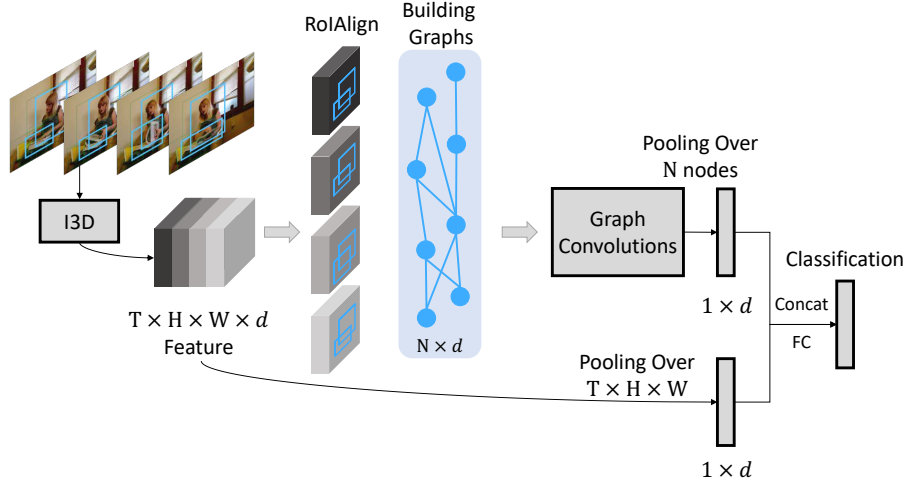 RoIAlign
Building
Graphs
I3D
T × H × W × d
Feature
N × d
Graph
Convolutions
Pooling Over
N nodes
1 × d
Pooling Over
T × H × W
1 × d
Concat
FC
Classification